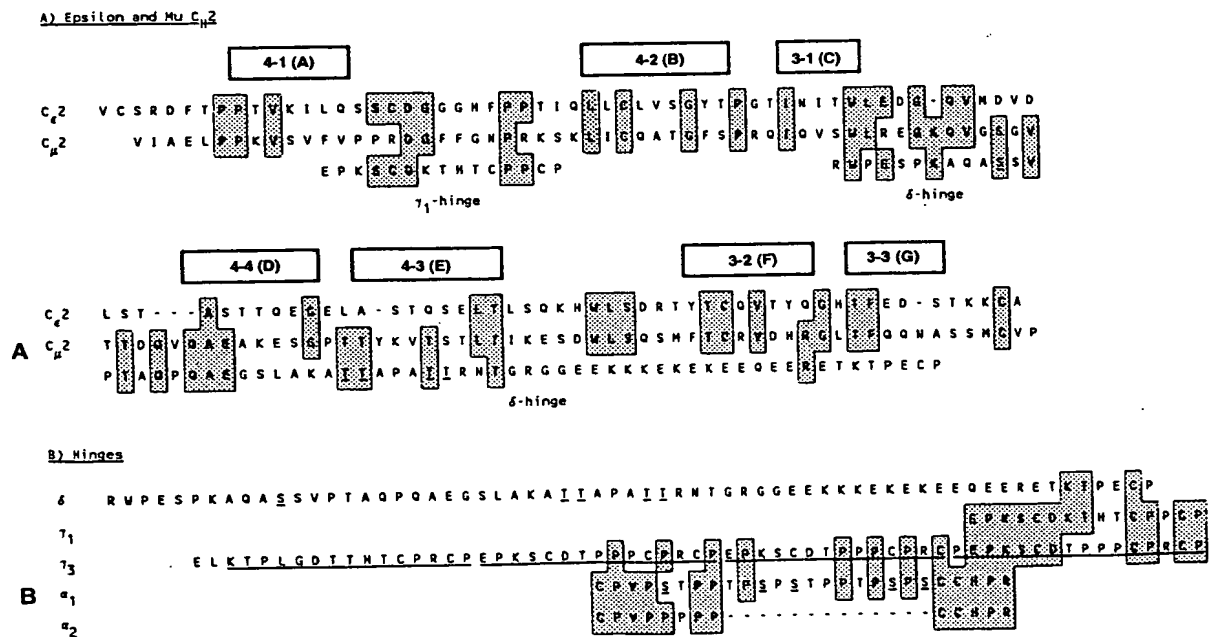 A) Epsilon and Mu C_H2
4-1 (A) 4-2 (B) 3-1 (C)
Cε2 V C S R D F T P P T V K I L Q S S C D G G G H F P P T I Q L L C L V S G Y T P G T I N I T W L E D G - Q V M D V D
Cμ2 V I A E L P P K V S V F V P P R D G F F G N P R K S K L I C Q A T G F S P R Q I Q V S W L R E G K Q V G S G V
E P K S C D K T H T C P P C P R W P E S P K A Q A S S V
γ1-hinge δ-hinge
4-4 (D) 4-3 (E) 3-2 (F) 3-3 (G)
Cε2 L S T - - - A S T T Q E G E L A - S T Q S E L T L S Q K H W L S D R T Y T C Q V T Y Q G H T F E D - S T K K C A
A Cμ2 T T D Q V Q A E A K E S G P T T Y K V T S T L T I K E S D W L S Q S M F T C R V D H R G L T F Q Q N A S S M C V P
P T A Q P Q A E G S L A K A T T A P A T T R N T G R G G E E K K K E K E K E E Q E E R E T K T P E C P
δ-hinge
B) Hinges
δ R W P E S P K A Q A S S V P T A Q P Q A E G S L A K A T T A P A T T R N T G R G G E E K K K E K E K E E Q E E R E T K T P E C P
γ1 E P K S C D K T H T C P P C P
γ3 E L K T P L G D T T H T C P R C P E P K S C D T P P P C P R C P E P K S C D T P P P C P R C P E P K S C D T P P P C P R C P
B α1 C P V P S T P P T P S P S T P P T P S P S C C H P R
α2 C P V P P P P - - - - - - - - - - - - - C C H P R